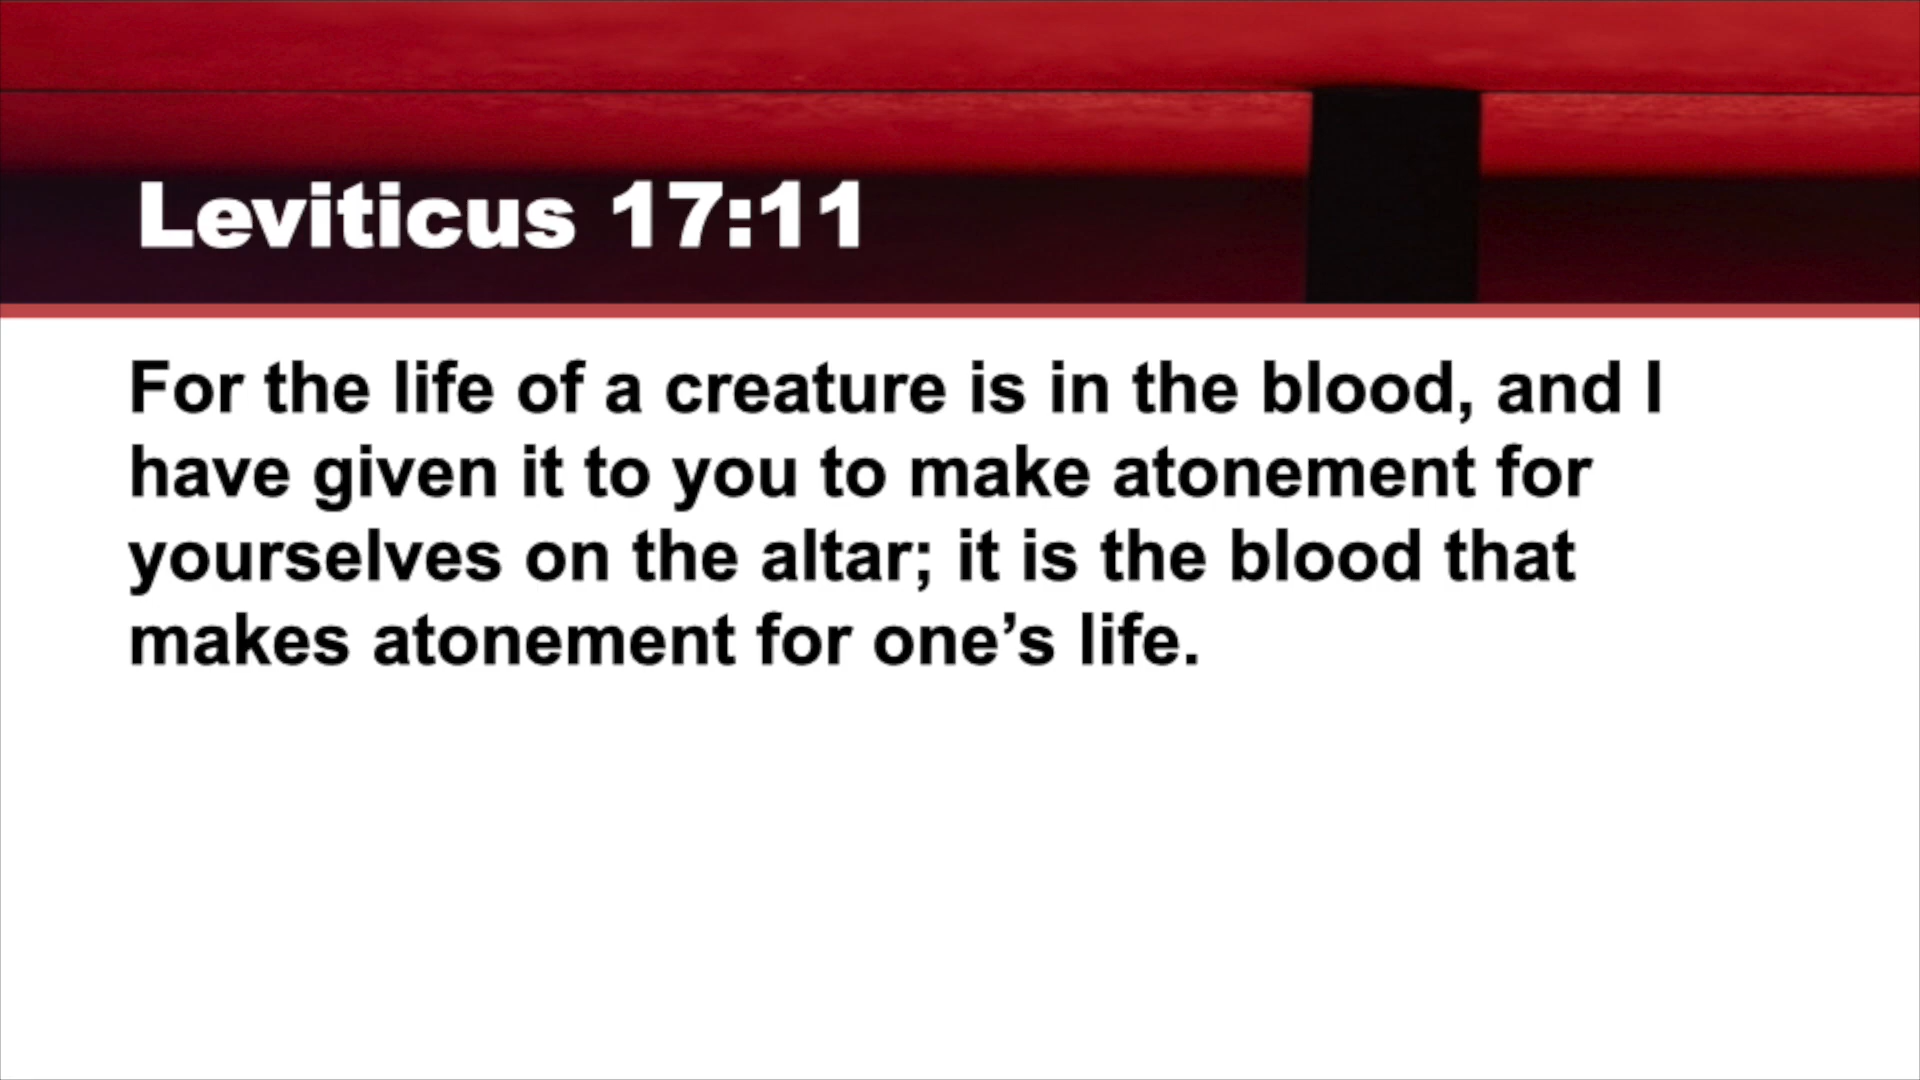 Leviticus 17:11
For the life of a creature is in the blood, and I
have given it to you to make atonement for
yourselves on the altar; it is the blood that
makes atonement for one’s life.